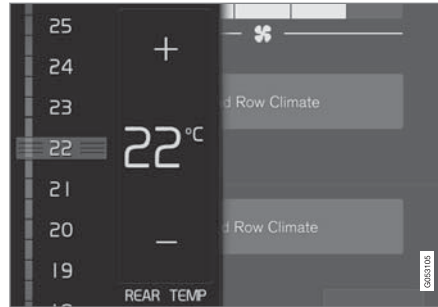 25
24
23
22
21
20
19
+
22°C
–
REAR TEMP
d Row Climate
d Row Climate
G053105